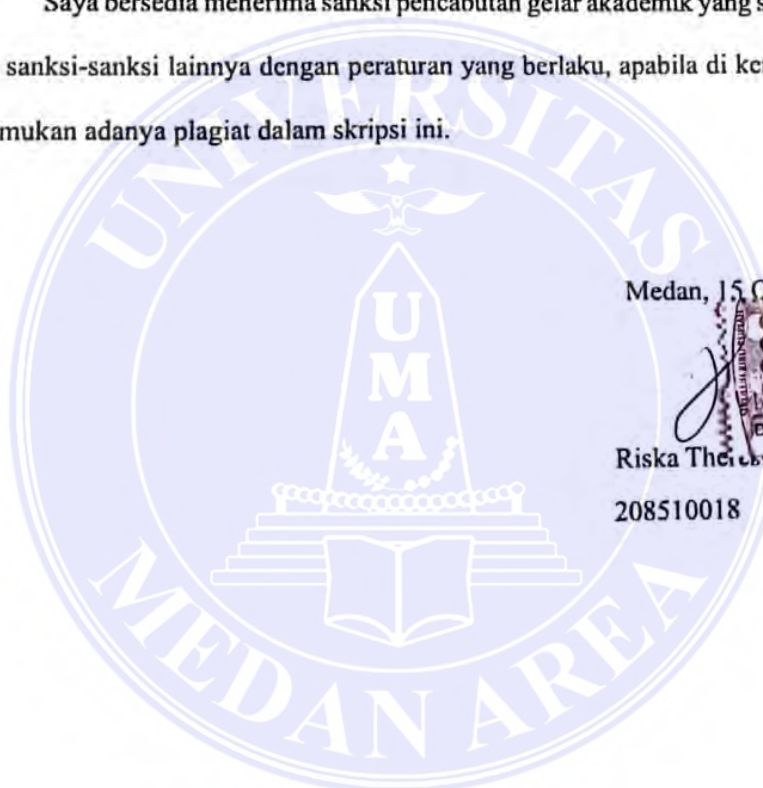 Saya bersedia menerima sanksi pencabutan gelar akademik yang
sanksi-sanksi lainnya dengan peraturan yang berlaku, apabila di
mukan adanya plagiat dalam skripsi ini.
UNIVERSITAS
UMA
Medan, 15
Riska
208510018
MEDAN AREA